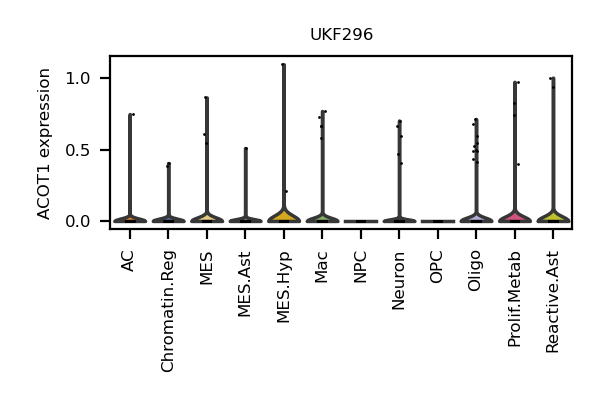 UKF296
ACOT1 expression
1.0
0.5
0.0
AC
Chromatin.Reg
MES
MES.Ast
MES.Hyp
Mac
NPC
Neuron
OPC
Oligo
Prolif.Metab
Reactive.Ast